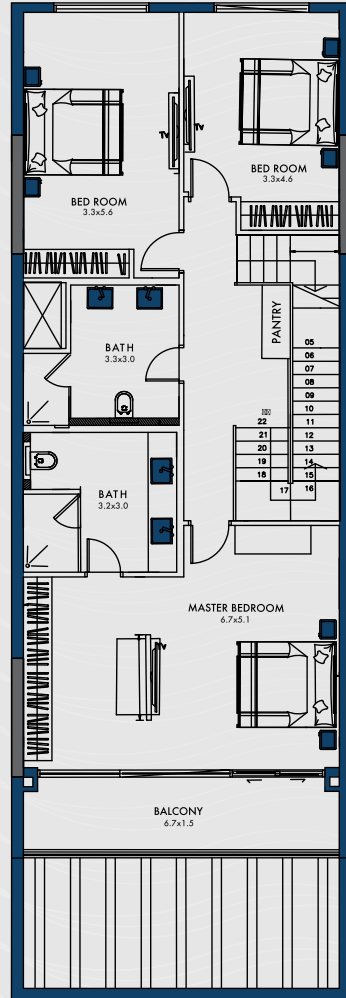 Tv
Tv
BED ROOM
3.3x4.6
BED ROOM
3.3x5.6
PANTRY
BATH
3.3x3.0
05
06
07
08
09
10
22 11
21 12
20 13
19 14
18 15
17 16
BATH
3.2x3.0
MASTER BEDROOM
6.7x5.1
Tv
BALCONY
6.7x1.5